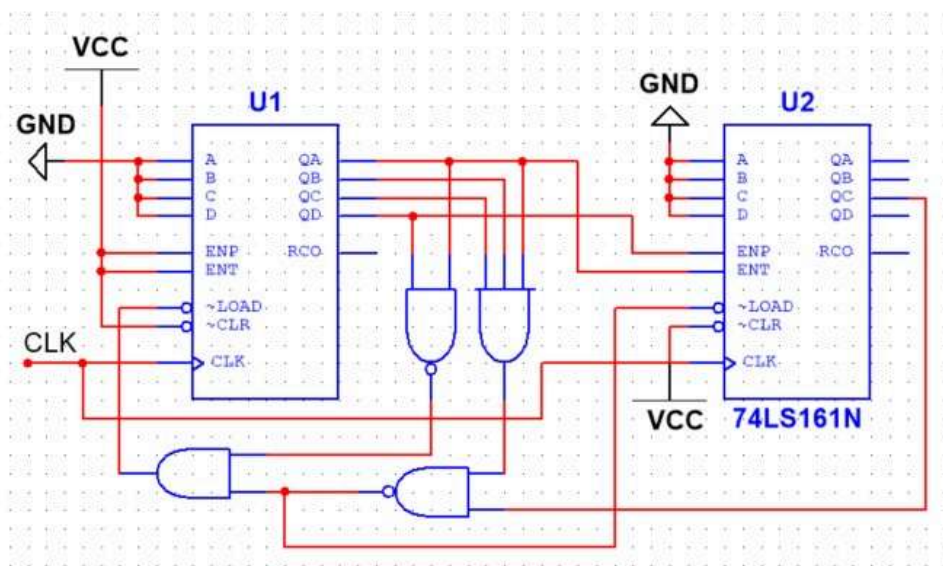 VCC
GND
U1
A QA
B QB
C QC
D QD
ENP RCO
ENT
~LOAD
~CLR
CLK
CLK
GND
U2
A QA
B QB
C QC
D QD
ENP RCO
ENT
~LOAD
~CLR
CLK
VCC
74LS161N